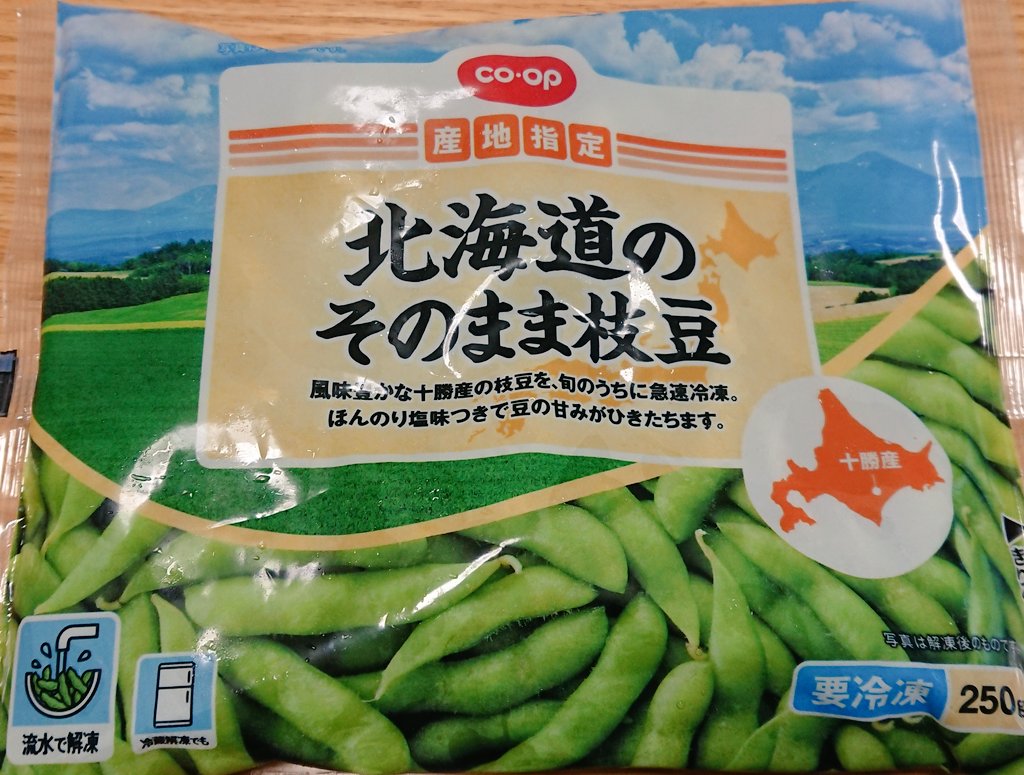 co·op
産地指定
北海道の
そのまま枝豆
風味豊かな十勝産の枝豆を、旬のうちに急速冷凍。
ほんのり塩味つきで豆の甘みがひきたちます。
十勝産
写真は解凍後のものです
要冷凍 250g
流水で解凍
冷蔵解凍でも